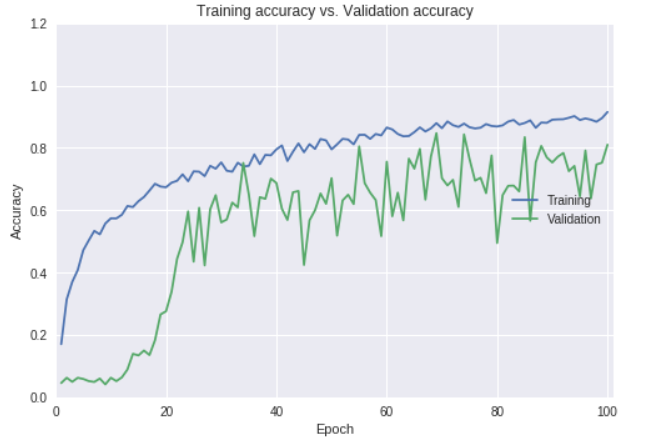 Training accuracy vs. Validation accuracy
1.2
1.0
0.8
0.6
0.4
0.2
0.0
Accuracy
Training
Validation
0 20 40 60 80 100
Epoch